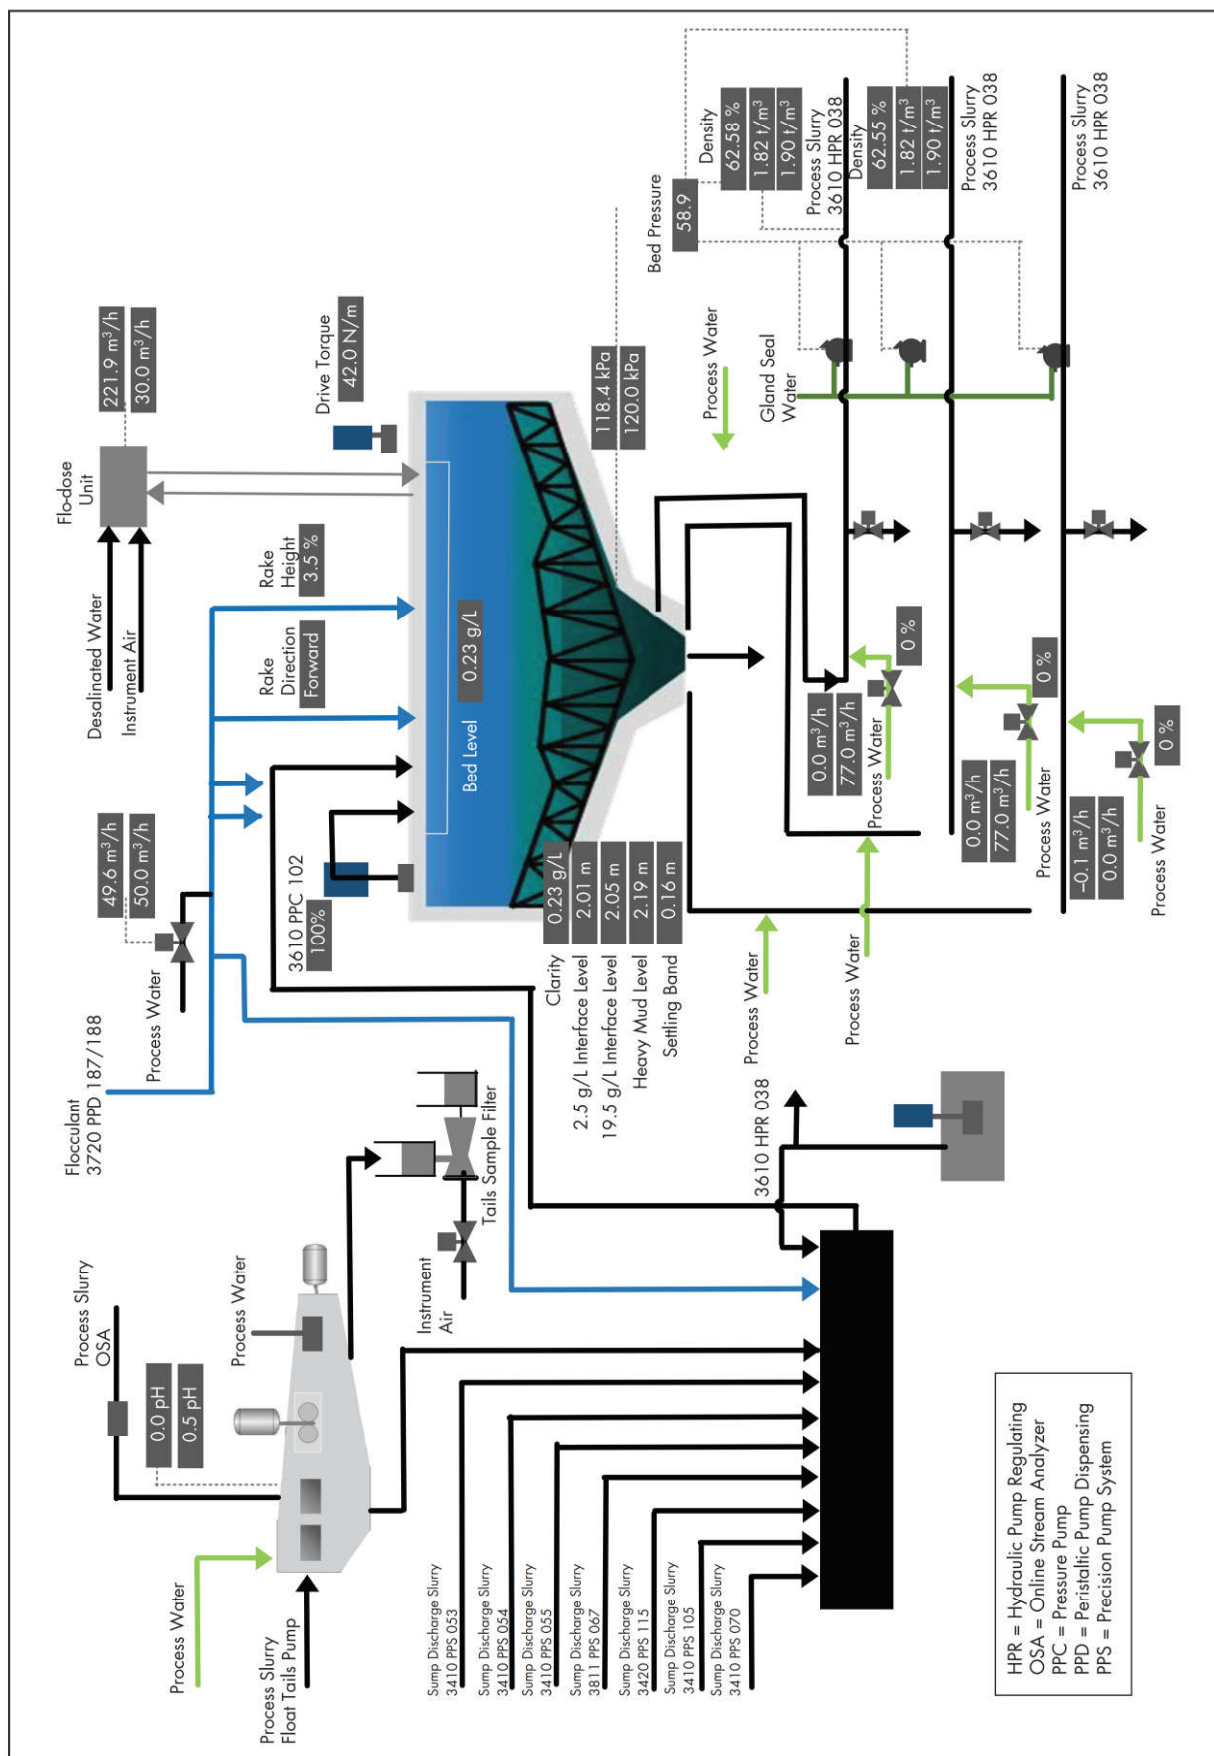 Process Water
Process Slurry
Float Tails Pump
Process Slurry
OSA
0.0 pH
0.5 pH
Process Water
Instrument
Air
Tails Sample Filter
Flocculant
3720 PPD 187/188
Process Water
49.6 m³/h
50.0 m³/h
Desalinated Water
Instrument Air
Flo-dose
Unit
221.9 m³/h
30.0 m³/h
Rake
Direction
Forward
Rake
Height
3.5 %
Drive Torque
42.0 N/m
3610 PPC 102
100%
Bed Level
0.23 g/L
Clarity
0.23 g/L
2.5 g/L Interface Level
2.01 m
19.5 g/L Interface Level
2.05 m
Heavy Mud Level
2.19 m
Settling Band
0.16 m
118.4 kPa
120.0 kPa
Bed Pressure
58.9
Density
62.58 %
1.82 t/m³
1.90 t/m³
Process Slurry
3610 HPR 038
Density
62.55 %
1.82 t/m³
1.90 t/m³
Process Slurry
3610 HPR 038
Process Slurry
3610 HPR 038
Process Water
Gland Seal
Water
0.0 m³/h
77.0 m³/h
Process Water
0 %
0.0 m³/h
77.0 m³/h
Process Water
0 %
–0.1 m³/h
0.0 m³/h
Process Water
0 %
Process Water
Process Water
3610 HPR 038
Sump Discharge Slurry
3410 PPS 053
Sump Discharge Slurry
3410 PPS 054
Sump Discharge Slurry
3410 PPS 055
Sump Discharge Slurry
3811 PPS 067
Sump Discharge Slurry
3420 PPS 115
Sump Discharge Slurry
3410 PPS 105
Sump Discharge Slurry
3410 PPS 070
HPR = Hydraulic Pump Regulating
OSA = Online Stream Analyzer
PPC = Pressure Pump
PPD = Peristaltic Pump Dispensing
PPS = Precision Pump System